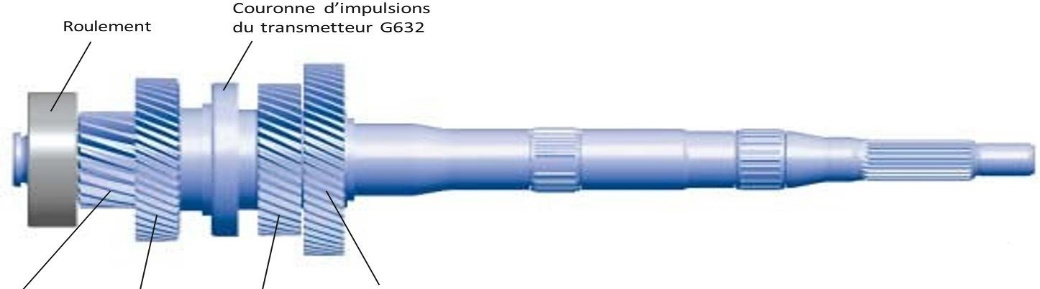 Couronne d’impulsions
du transmetteur G632
Roulement